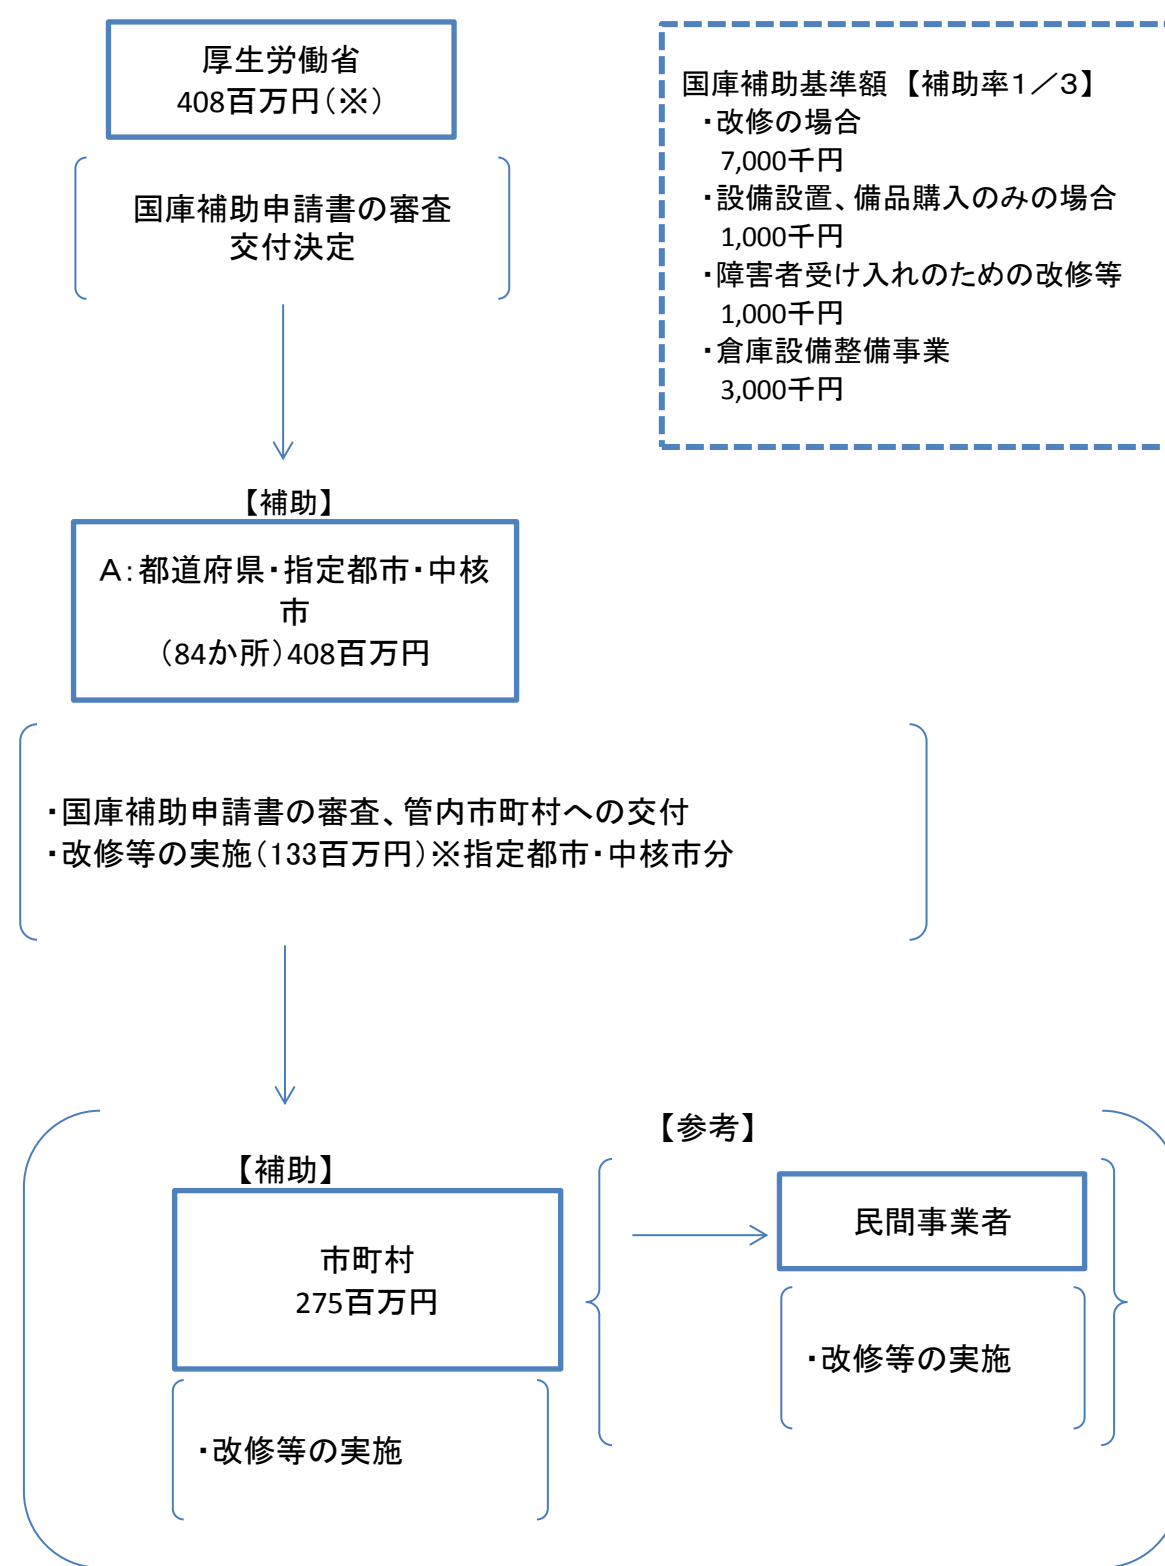 厚生労働省
408百万円(※)
国庫補助申請書の審査
交付決定
国庫補助基準額 【補助率1／3】
・改修の場合
7,000千円
・設備設置、備品購入のみの場合
1,000千円
・障害者受け入れのための改修等
1,000千円
・倉庫設備整備事業
3,000千円
【補助】
A:都道府県・指定都市・中核
市
(84か所)408百万円
・国庫補助申請書の審査、管内市町村への交付
・改修等の実施(133百万円)※指定都市・中核市分
【補助】
市町村
275百万円
・改修等の実施
【参考】
民間事業者
・改修等の実施